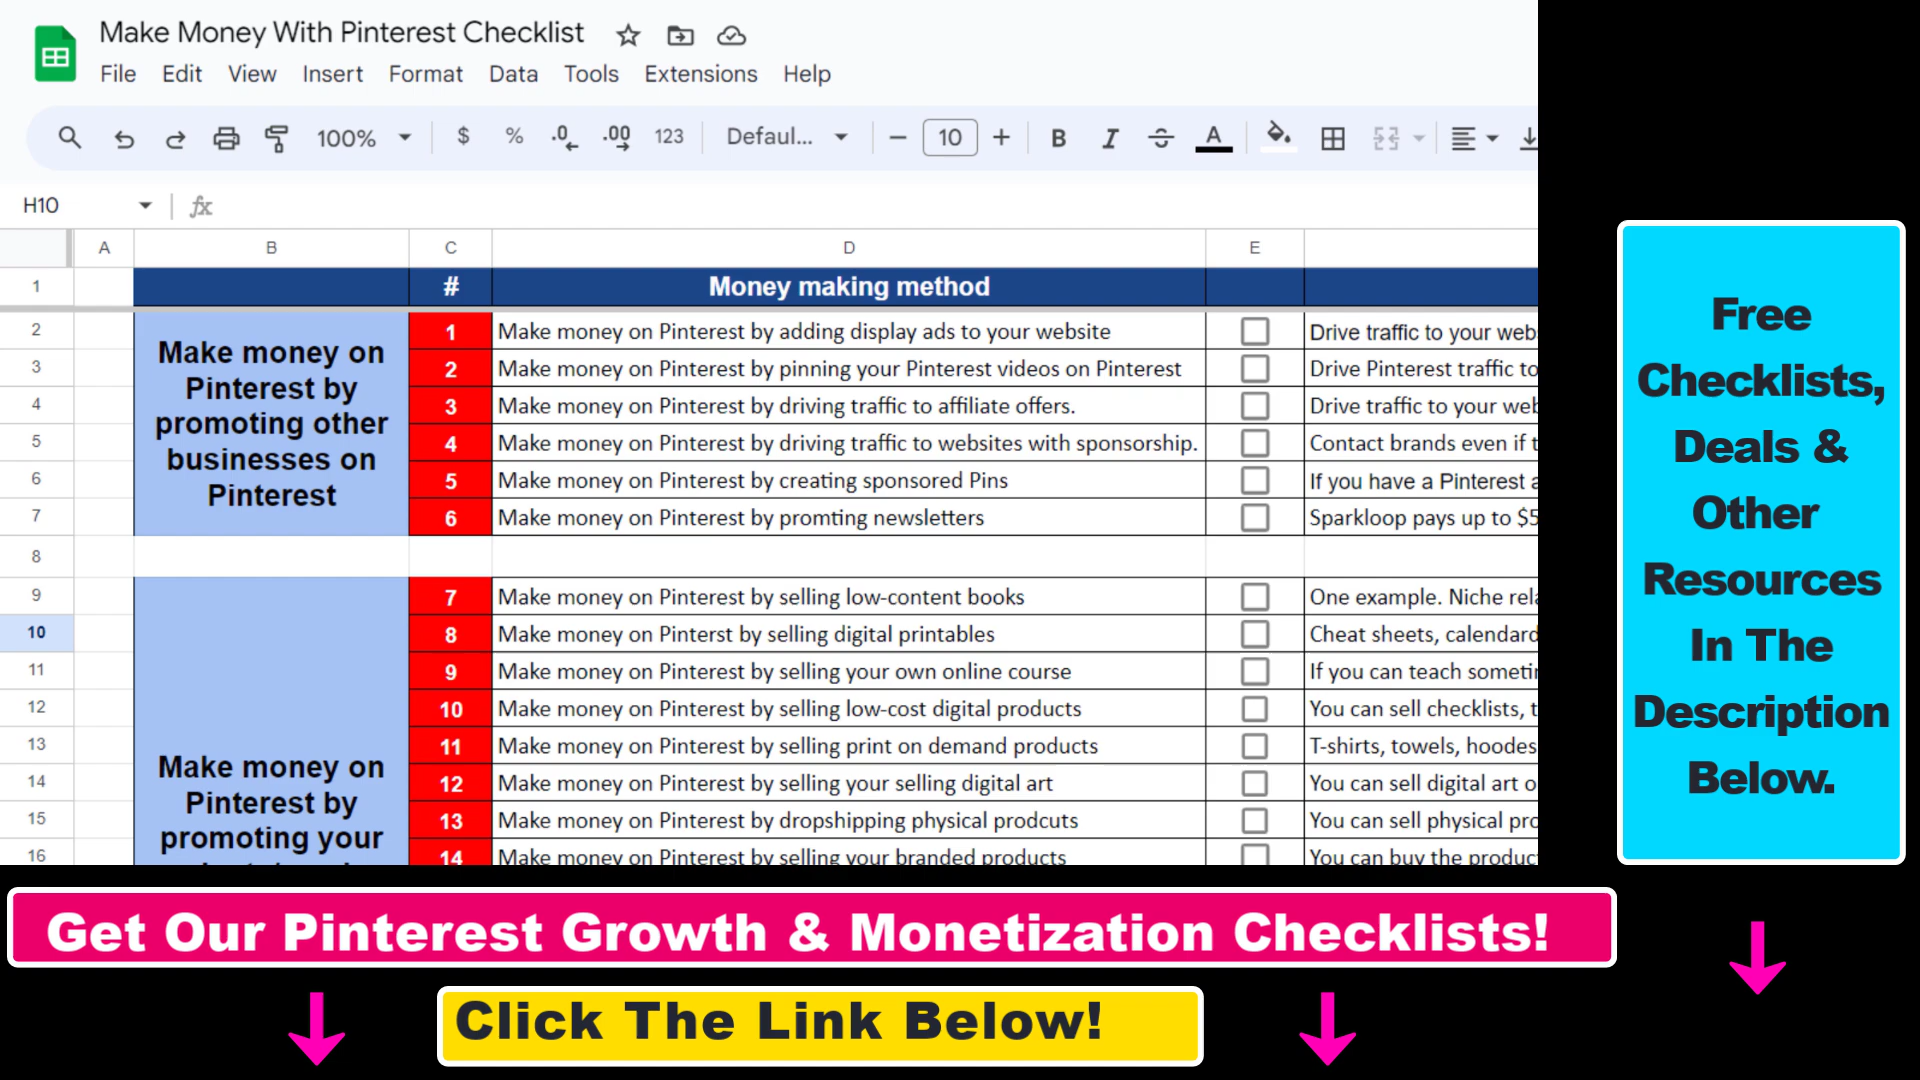 Make Money With Pinterest Checklist
File Edit View Insert Format Data Tools Extensions Help
100% $ % .0 .00 123 Defaul... − 10 + B I S A
H10 fx
A B C D E
1 # Money making method
Make money on
Pinterest by
promoting other
businesses on
Pinterest
2 1 Make money on Pinterest by adding display ads to your website Drive traffic to your web
3 2 Make money on Pinterest by pinning your Pinterest videos on Pinterest Drive Pinterest traffic to
4 3 Make money on Pinterest by driving traffic to affiliate offers. Drive traffic to your web
5 4 Make money on Pinterest by driving traffic to websites with sponsorship. Contact brands even if t
6 5 Make money on Pinterest by creating sponsored Pins If you have a Pinterest a
7 6 Make money on Pinterest by promting newsletters Sparkloop pays up to $5
8
9 7 Make money on Pinterest by selling low-content books One example. Niche rela
10 8 Make money on Pinterst by selling digital printables Cheat sheets, calendard
11 9 Make money on Pinterest by selling your own online course If you can teach sometin
12 10 Make money on Pinterest by selling low-cost digital products You can sell checklists, t
13 11 Make money on Pinterest by selling print on demand products T-shirts, towels, hoodes
14 12 Make money on Pinterest by selling your selling digital art You can sell digital art o
15 13 Make money on Pinterest by dropshipping physical prodcuts You can sell physical pro
16 14 Make money on Pinterest by selling your branded products You can buy the produc
Make money on
Pinterest by
promoting your
Free
Checklists,
Deals &
Other
Resources
In The
Description
Below.
Get Our Pinterest Growth & Monetization Checklists!
Click The Link Below!